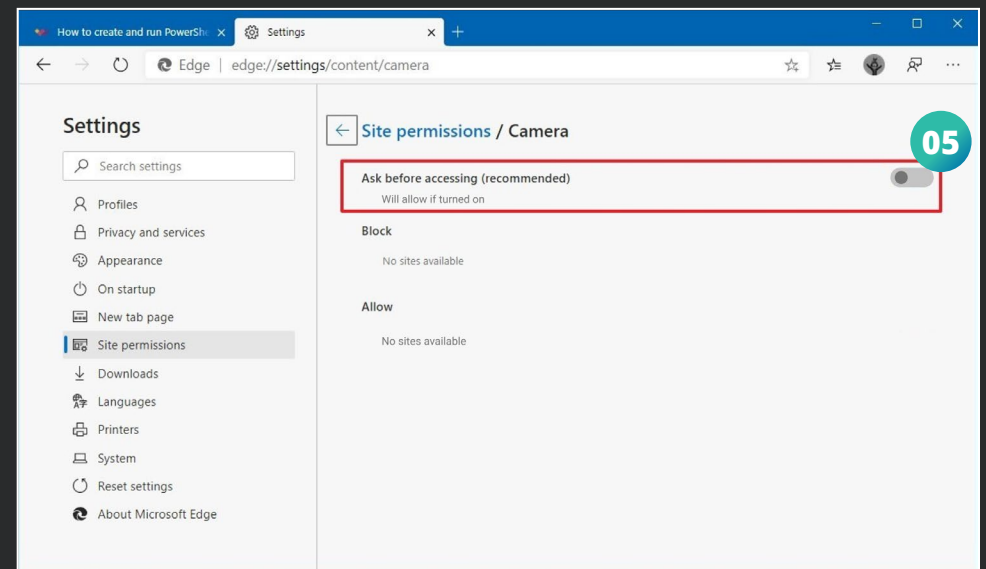 How to create and run PowerShe
Settings
Edge | edge://settings/content/camera
Settings
Site permissions / Camera
05
Search settings
Ask before accessing (recommended)
Will allow if turned on
Profiles
Privacy and services
Block
Appearance
No sites available
On startup
Allow
New tab page
Site permissions
No sites available
Downloads
Languages
Printers
System
Reset settings
About Microsoft Edge